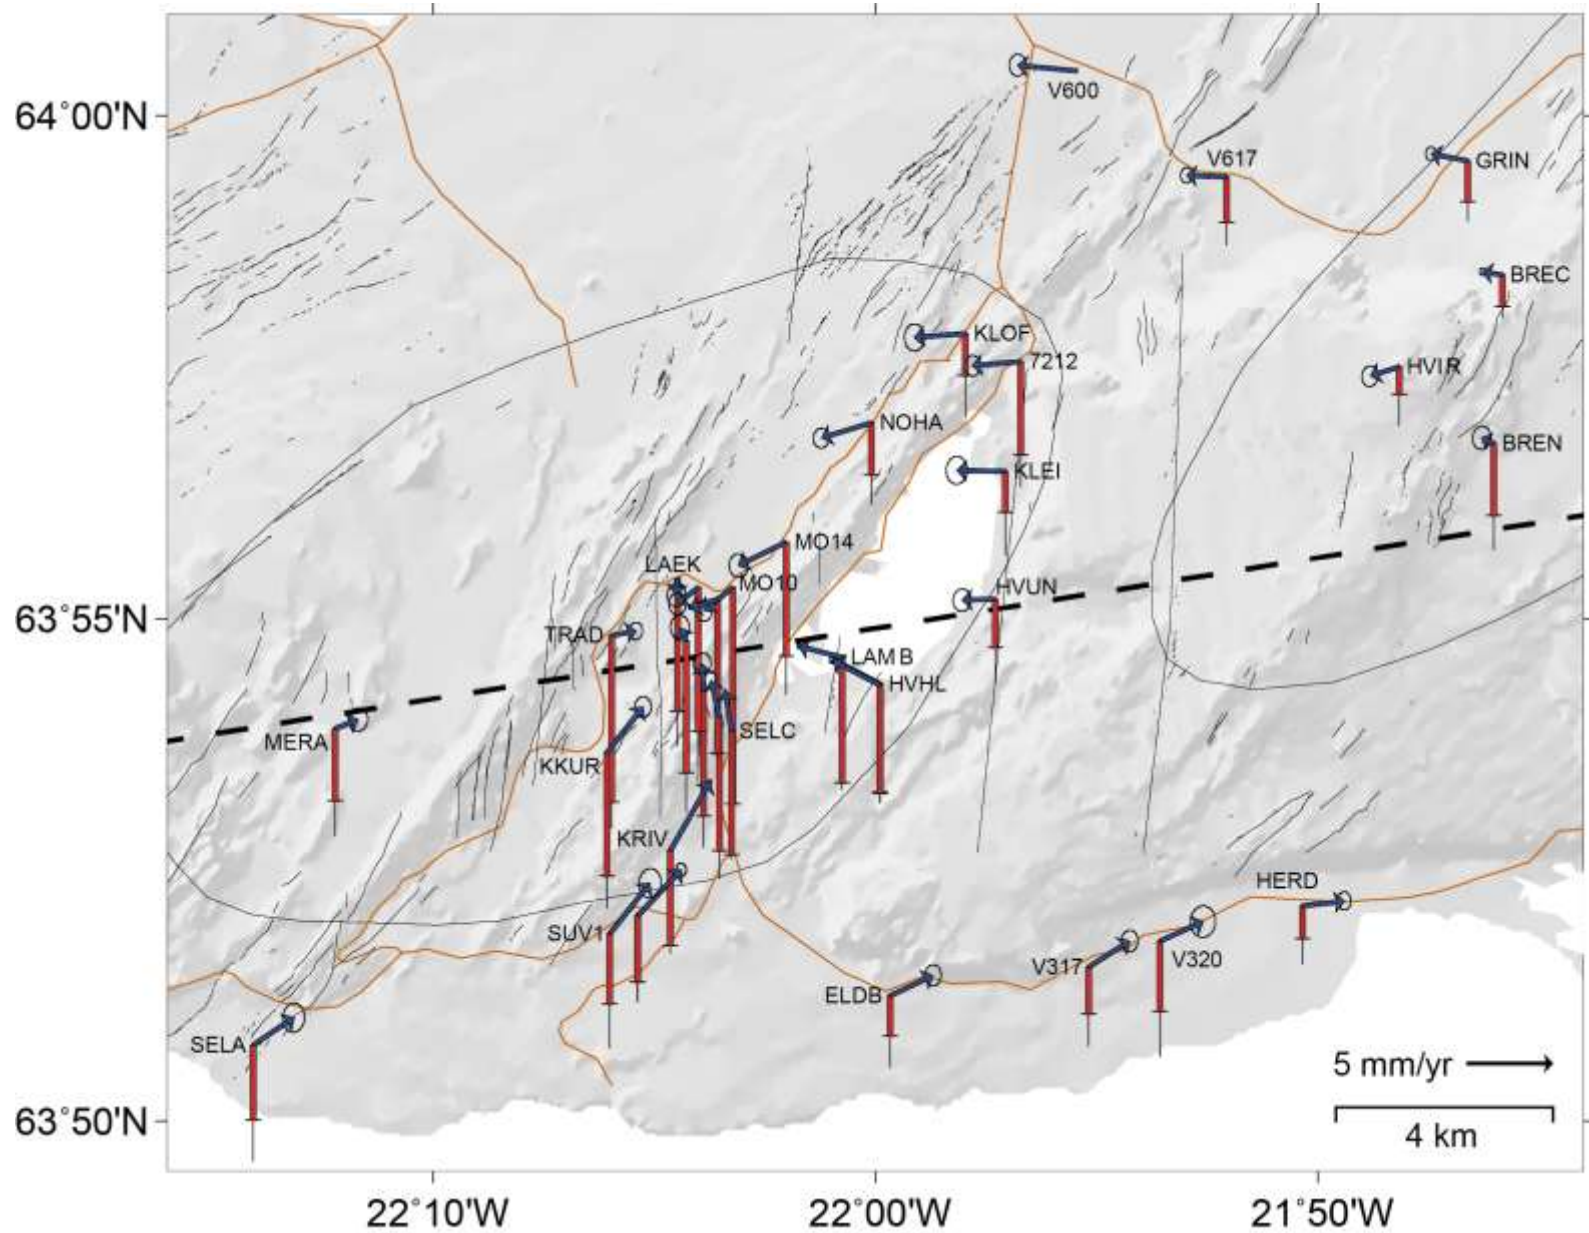 64°00'N
V600
V617
GRIN
BREC
KLOF
7212
HVIR
NOHA
BREN
KLEI
MO14
LAEK
MO10
HVUN
63°55'N
TRAD
LAMB
HVHL
SELC
MERA
KKUR
KRIV
HERD
SUV1
V317
V320
ELDB
SELA
5 mm/yr
63°50'N
4 km
22°10'W
22°00'W
21°50'W